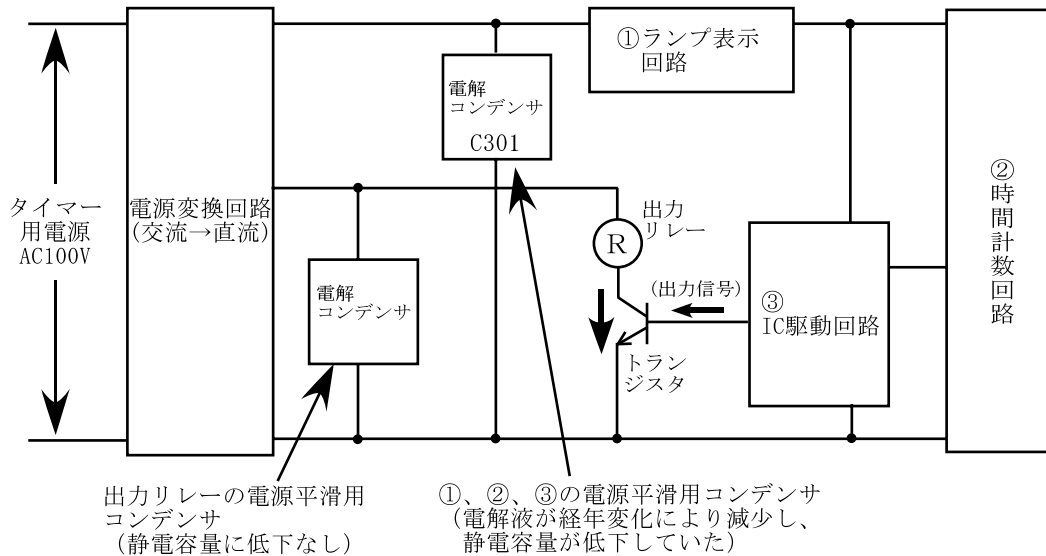 ①ランプ表示
回路
電解
コンデンサ
C301
タイマー
用電源
AC100V
電源変換回路
(交流→直流)
出力
リレー
R
②
時
間
計
数
回
路
電解
コンデンサ
(出力信号)
③
IC駆動回路
トラン
ジスタ
出力リレーの電源平滑用
コンデンサ
(静電容量に低下なし)
①、②、③の電源平滑用コンデンサ
(電解液が経年変化により減少し、
静電容量が低下していた)